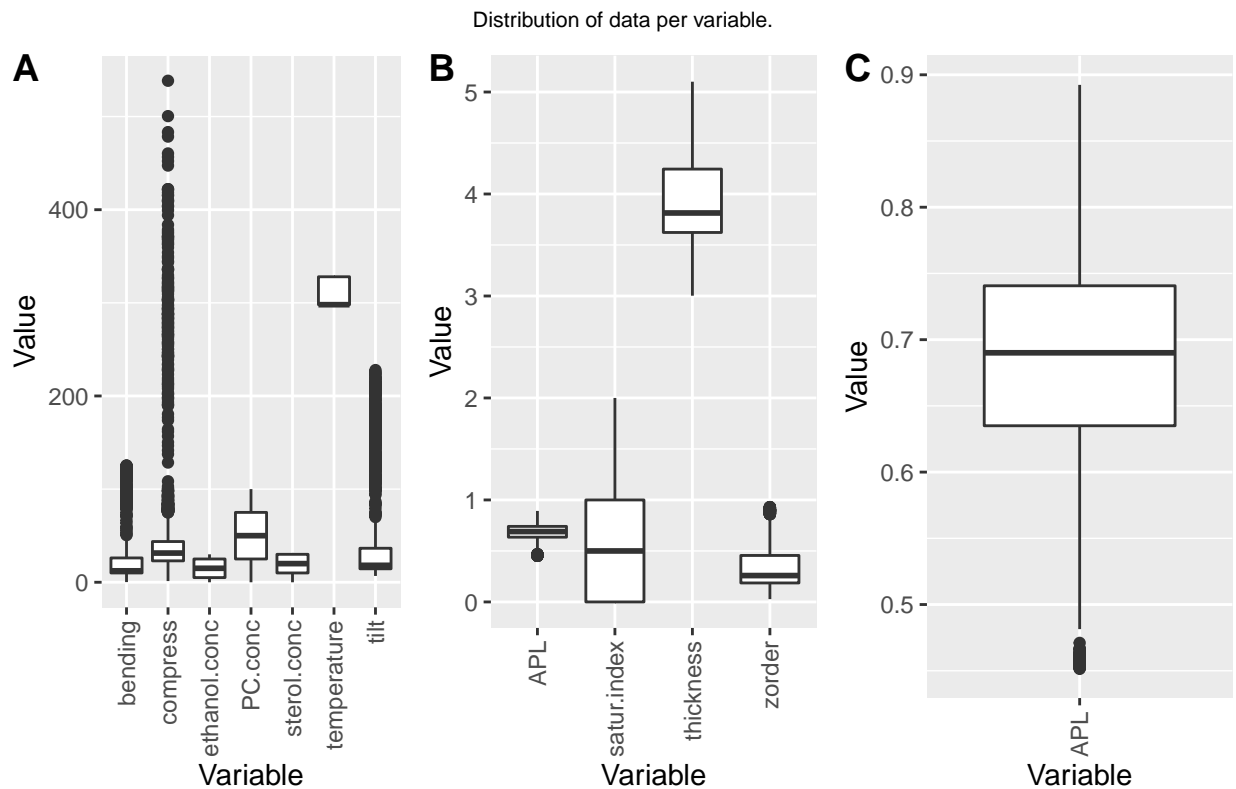 Distribution of data per variable.
A
Value
400
200
0
bending
compress
ethanol.conc
PC.conc
sterol.conc
temperature
tilt
Variable
B
Value
5
4
3
2
1
0
APL
satur.index
thickness
zorder
Variable
C
Value
0.9
0.8
0.7
0.6
0.5
APL
Variable